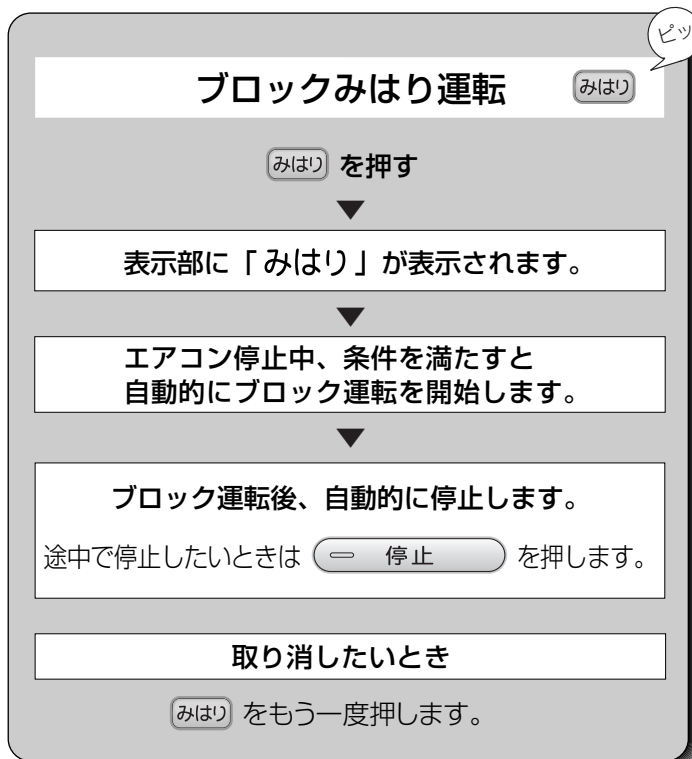 ピッ
ブロックみはり運転 みはり
みはり を押す
表示部に「みはり」が表示されます。
エアコン停止中、条件を満たすと
自動的にブロック運転を開始します。
ブロック運転後、自動的に停止します。
途中で停止したいときは 停止 を押します。
取り消したいとき
みはり をもう一度押します。